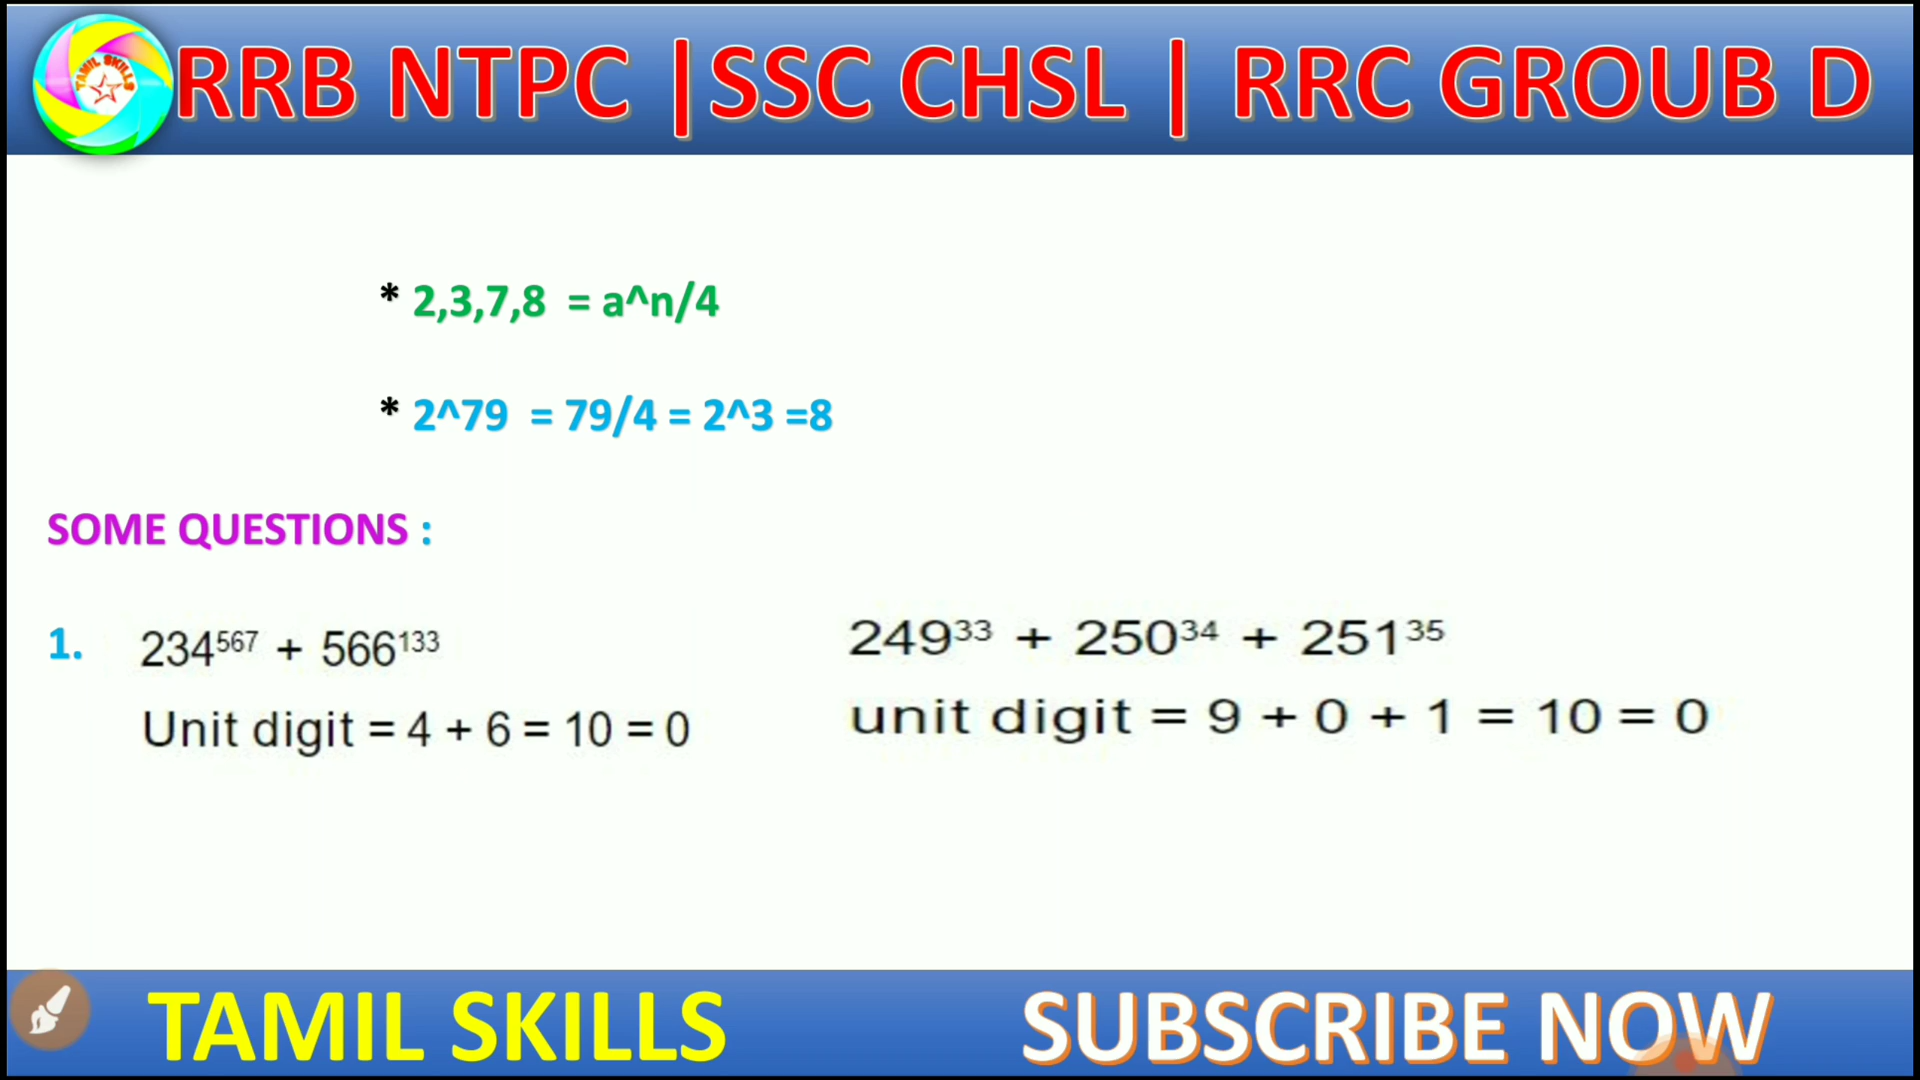 TAMIL SKILLS
RRB NTPC |SSC CHSL | RRC GROUB D
* 2,3,7,8 = a^n/4
* 2^79 = 79/4 = 2^3 =8
SOME QUESTIONS :
1. 234⁵⁶⁷ + 566¹³³
Unit digit = 4 + 6 = 10 = 0
249³³ + 250³⁴ + 251³⁵
unit digit = 9 + 0 + 1 = 10 = 0
TAMIL SKILLS
SUBSCRIBE NOW